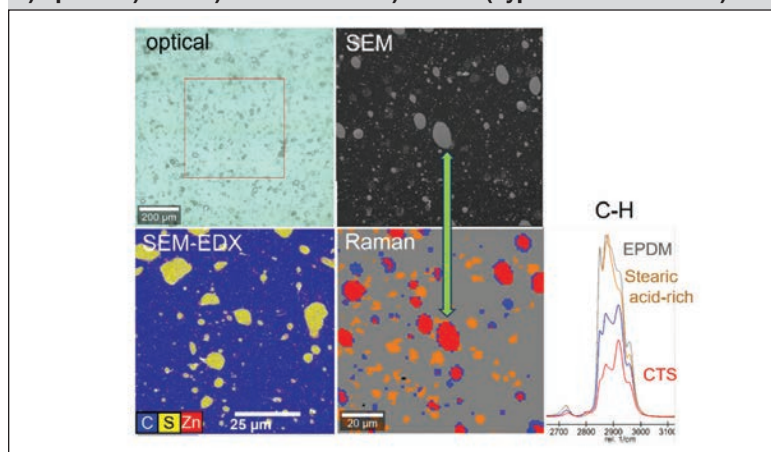 optical
200 µm
SEM
SEM-EDX
C S Zn
25 µm
Raman
20 µm
C-H
EPDM
Stearic
acid-rich
CTS
2700 2800 2900 3000
rel. 1/cm